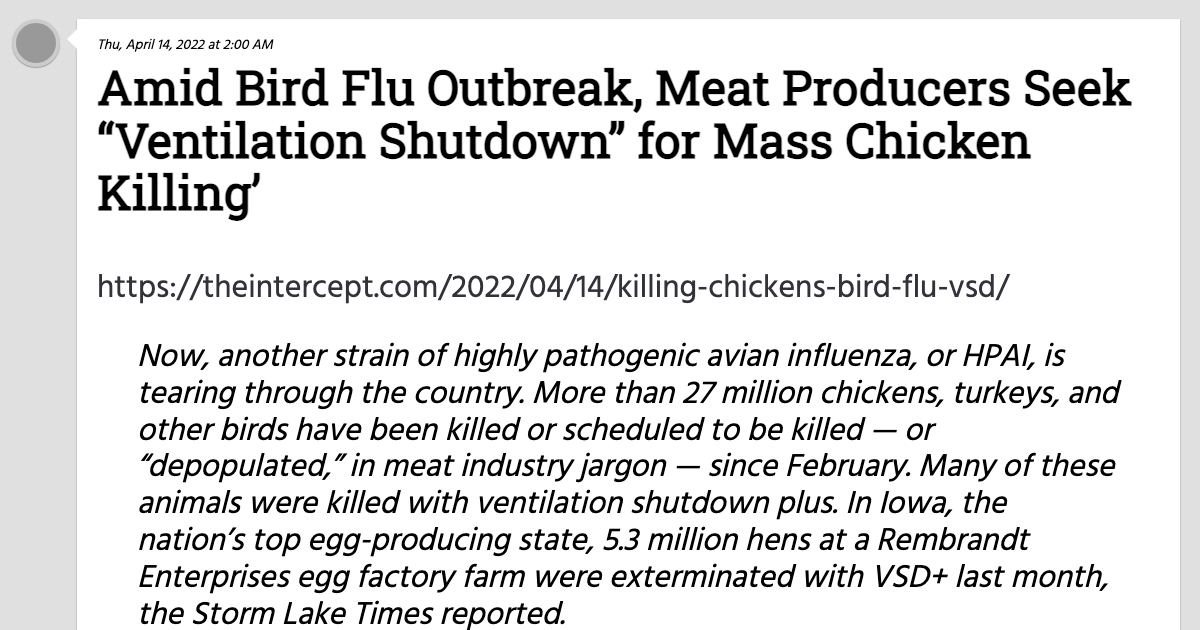 Thu, April 14, 2022 at 2:00 AM
Amid Bird Flu Outbreak, Meat Producers Seek
“Ventilation Shutdown” for Mass Chicken
Killing’
https://theintercept.com/2022/04/14/killing-chickens-bird-flu-vsd/
Now, another strain of highly pathogenic avian influenza, or HPAI, is
tearing through the country. More than 27 million chickens, turkeys, and
other birds have been killed or scheduled to be killed — or
“depopulated,” in meat industry jargon — since February. Many of these
animals were killed with ventilation shutdown plus. In Iowa, the
nation’s top egg-producing state, 5.3 million hens at a Rembrandt
Enterprises egg factory farm were exterminated with VSD+ last month,
the Storm Lake Times reported.